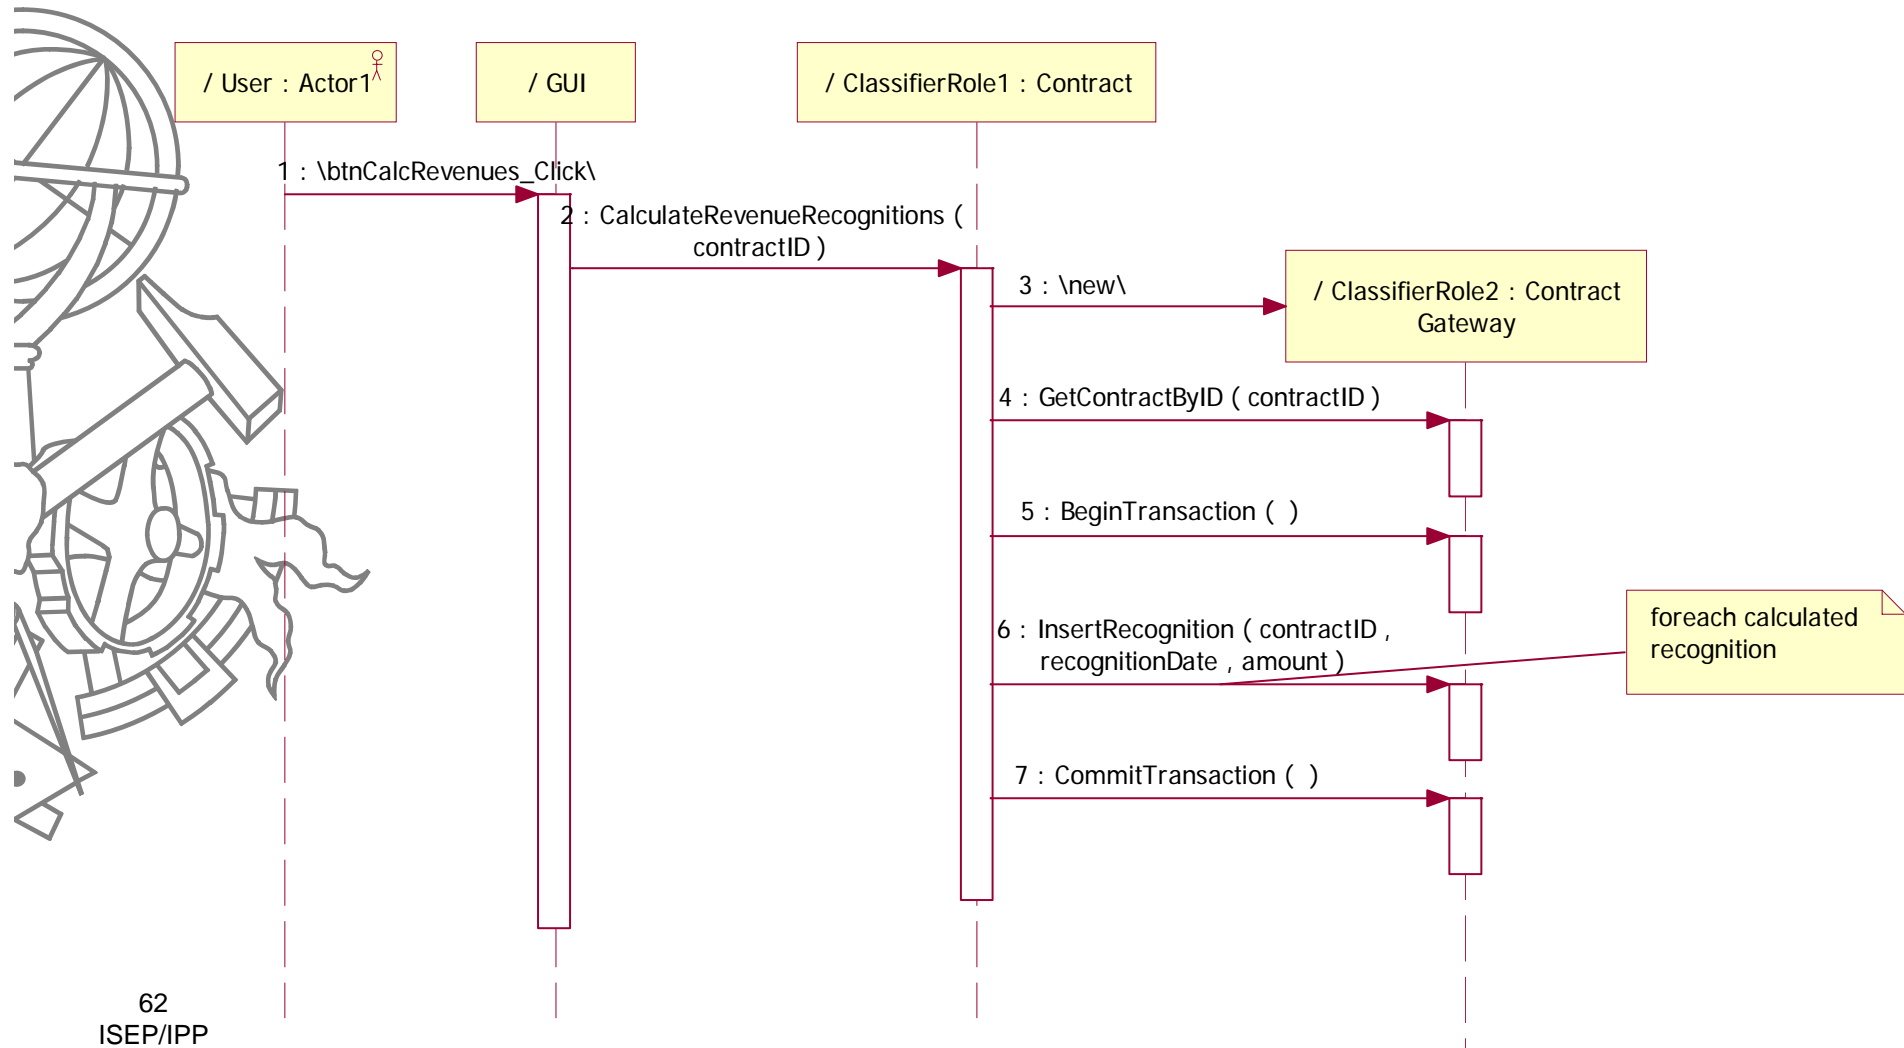 / User : Actor1
/ GUI
/ ClassifierRole1 : Contract
1 : \btnCalcRevenues_Click\
2 : CalculateRevenueRecognitions (
contractID )
3 : \new\
/ ClassifierRole2 : Contract
Gateway
4 : GetContractByID ( contractID )
5 : BeginTransaction ( )
6 : InsertRecognition ( contractID ,
recognitionDate , amount )
foreach calculated
recognition
7 : CommitTransaction ( )
62
ISEP/IPP